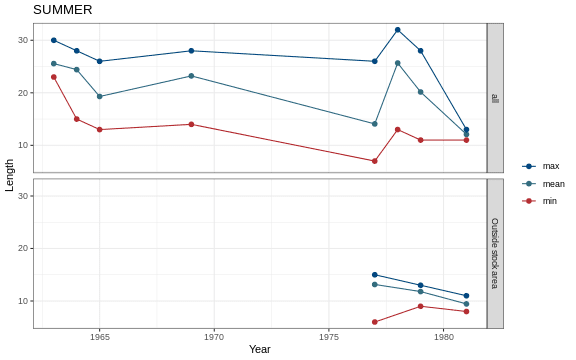 SUMMER
30
20
10
all
Length
30
20
10
Outside stock area
1965 1970 1975 1980
Year
max
mean
min